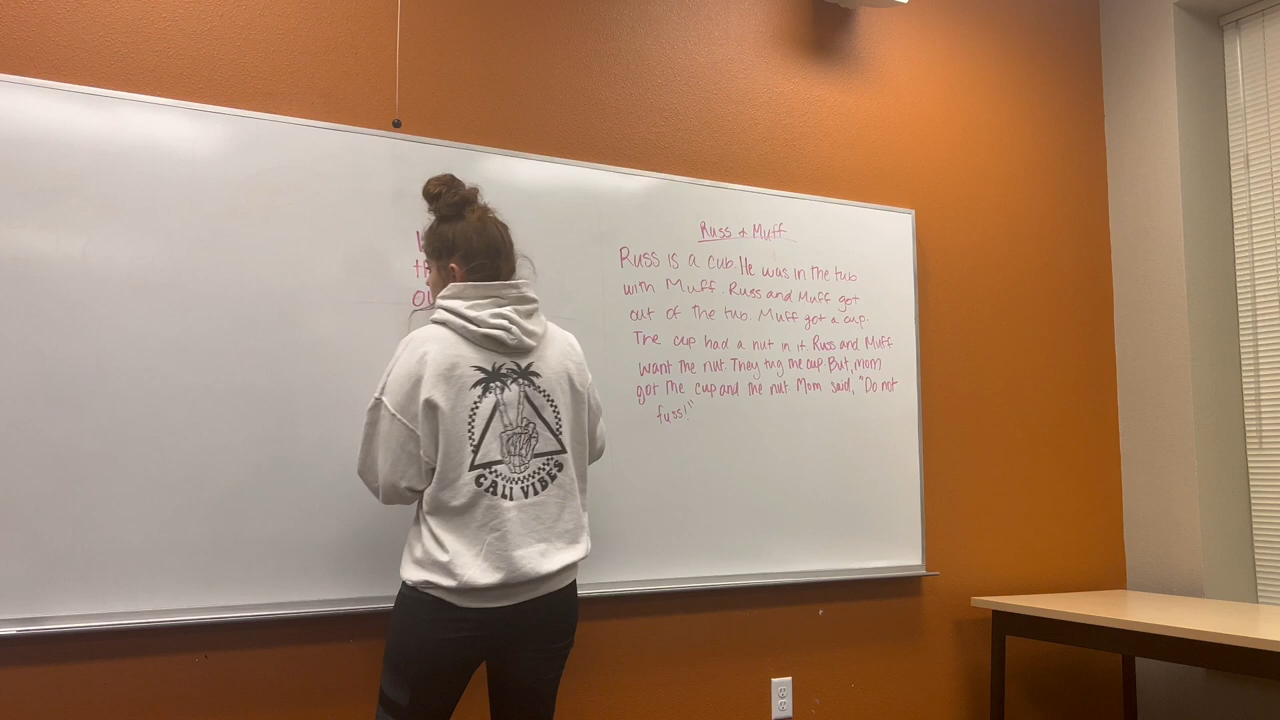 Russ + Muff
Russ is a cub. He was in the tub
with Muff. Russ and Muff got
out of the tub. Muff got a cup.
The cup had a nut in it. Russ and Muff
want the nut. They tug the cup. But, mom
got the cup and the nut. Mom said, "Do not
fuss!"
CALI VIBES